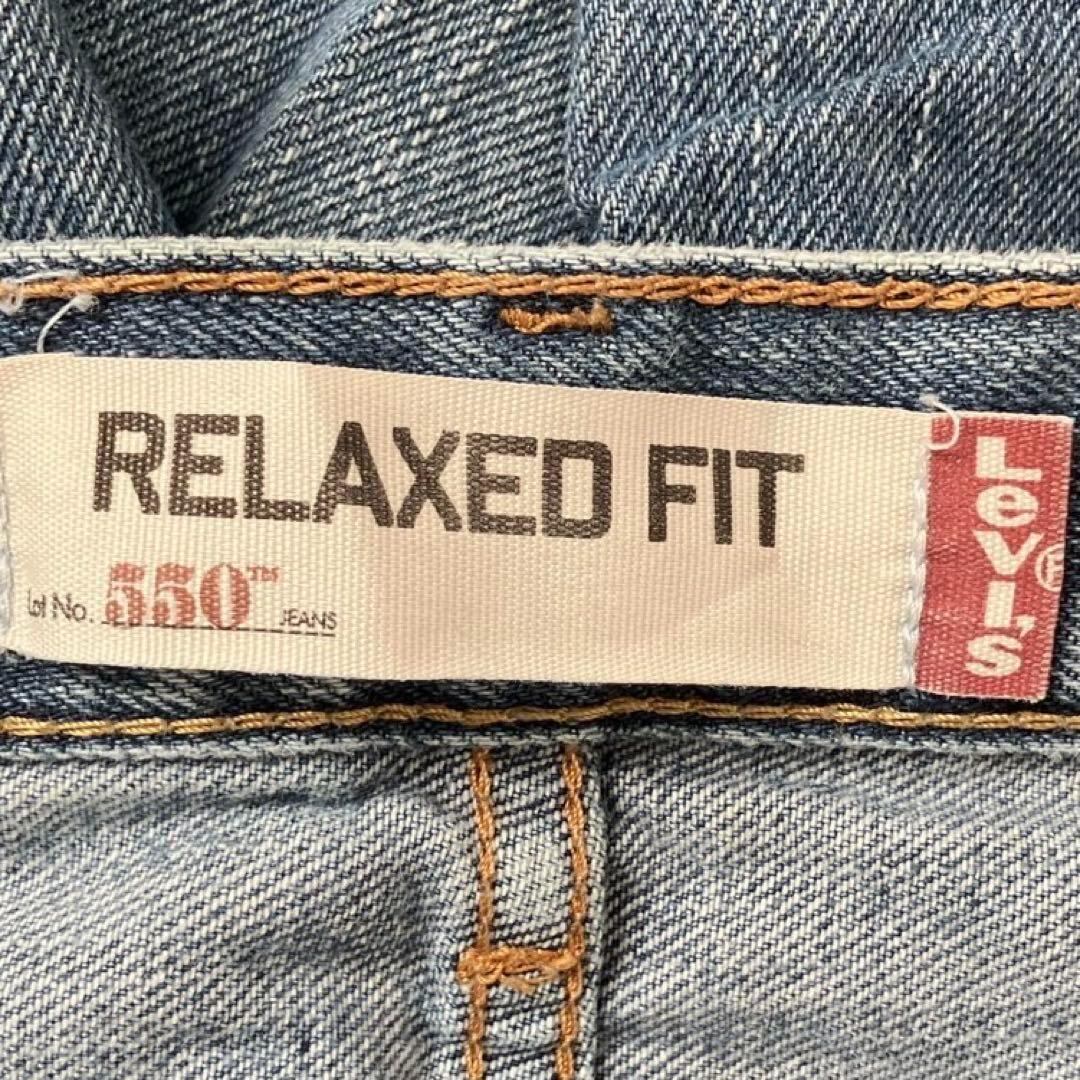 RELAXED FIT
Lot No. 550™ JEANS
Levi's®